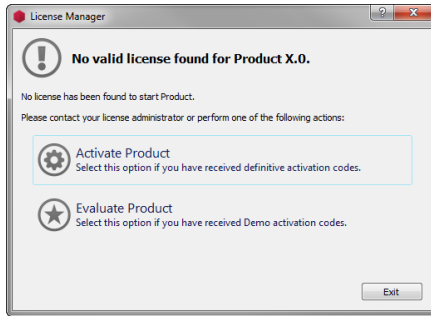 License Manager
No valid license found for Product X.0.
No license has been found to start Product.
Please contact your license administrator or perform one of the following actions:
Activate Product
Select this option if you have received definitive activation codes.
Evaluate Product
Select this option if you have received Demo activation codes.
Exit